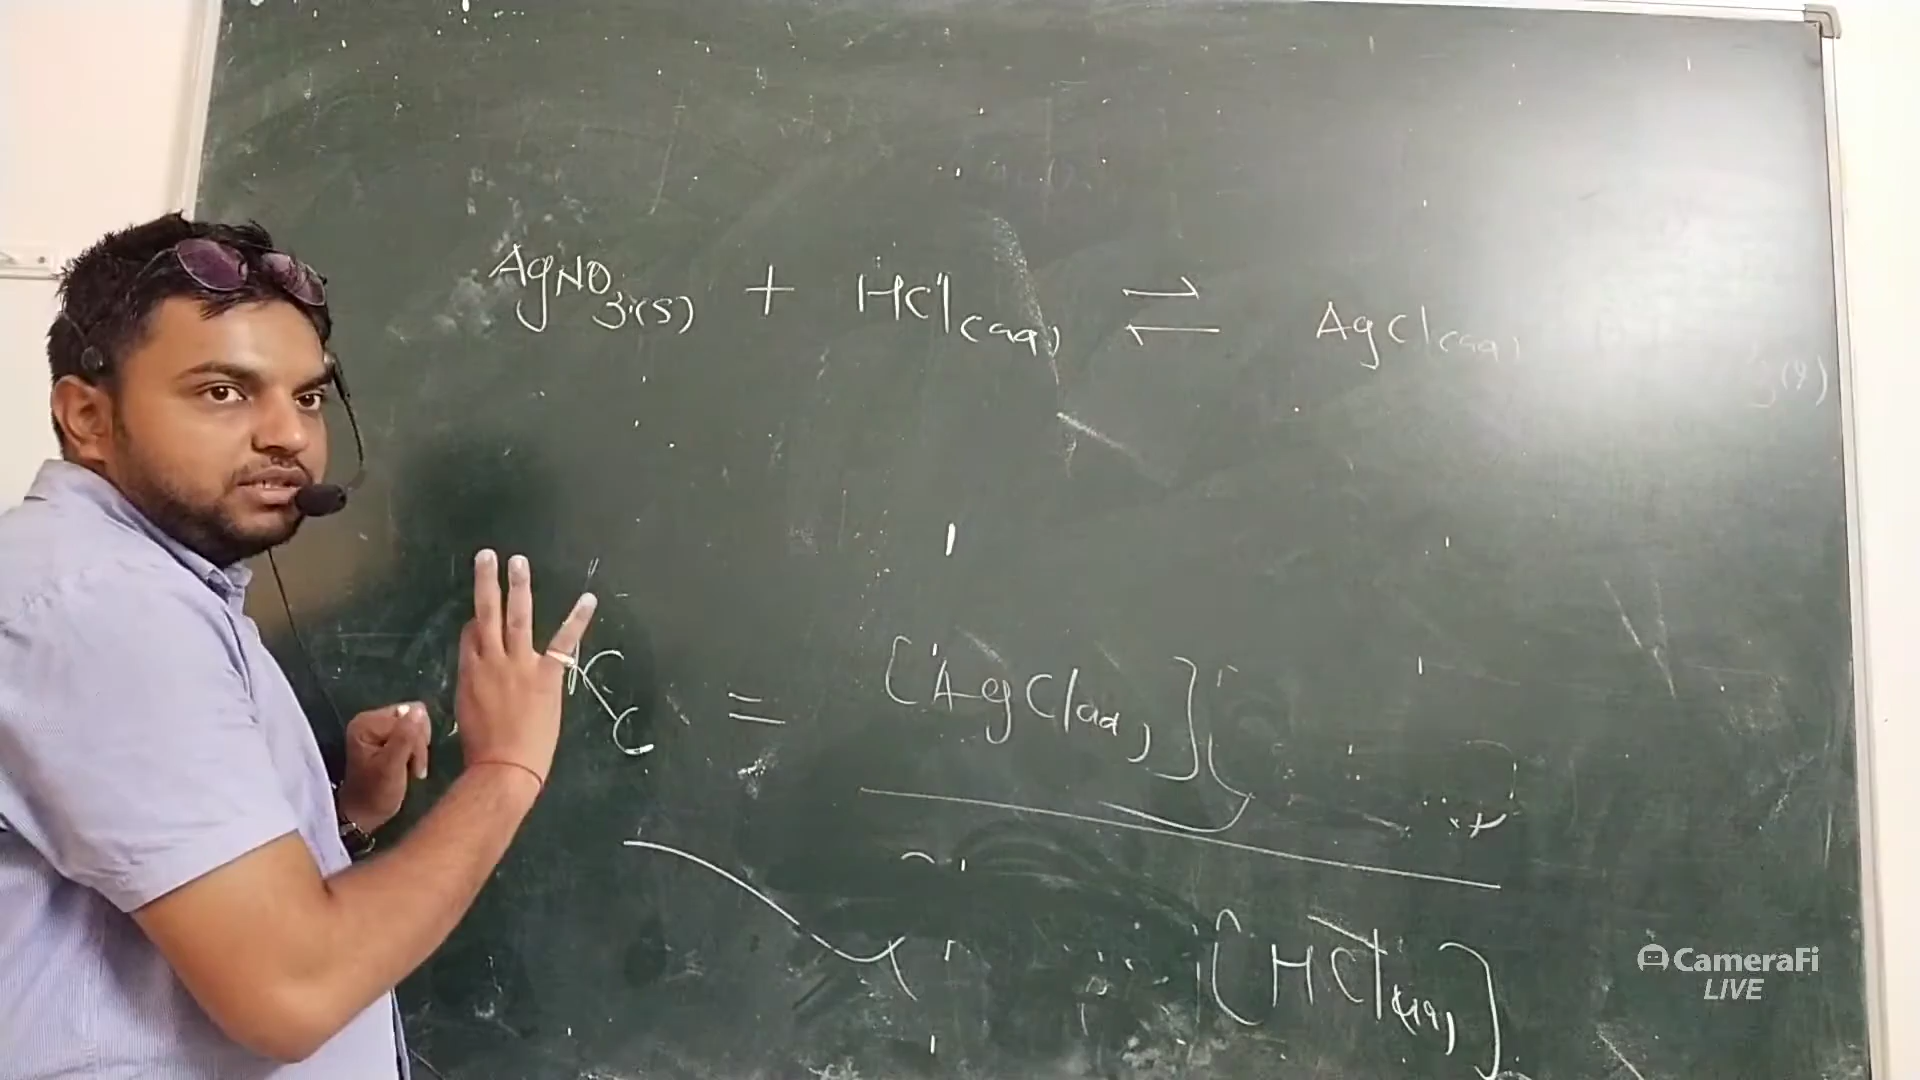 AgNO3(s) + HCl(aq) ⇌ AgCl(aq)
Kc = [AgCl(aq)]
[HCl(aq)]
CameraFi
LIVE